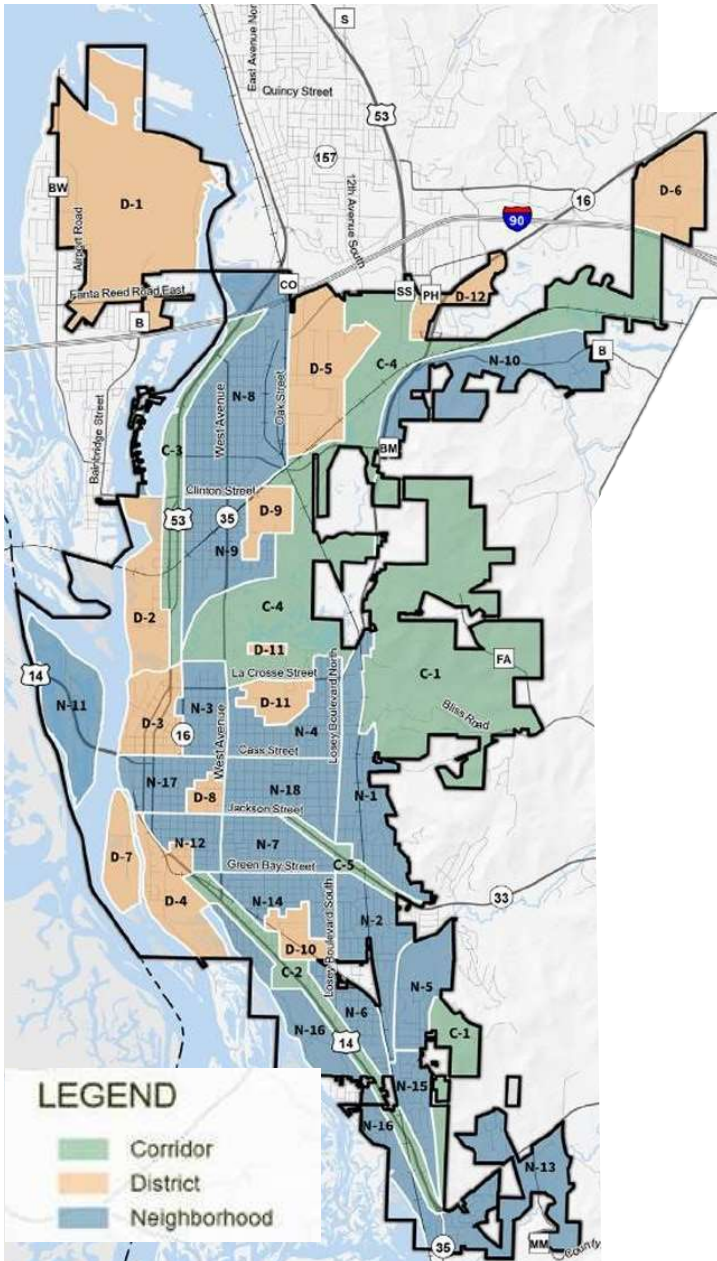 S
East Avenue Nor
Quincy Street
53
157
12th Avenue South
16
D-6
90
D-1
BW
Airport Road
Fanta Reed Road East
B
CO
SS
PH
D-12
D-5
C-4
N-10
B
N-8
West Avenue
Oak Street
Bainbridge Street
C-3
BM
Clinton Street
53
35
D-9
N-9
C-4
D-2
D-11
La Crosse Street
FA
C-1
Bliss Road
14
N-11
D-3
16
N-3
D-11
N-4
West Avenue
Losey Boulevard North
Cass Street
N-17
D-8
N-18
N-1
Jackson Street
N-12
N-7
Green Bay Street
C-5
D-7
D-4
N-14
33
N-2
D-10
Losey Boulevard South
C-2
N-5
N-6
N-16
14
C-1
N-15
N-16
N-13
MM
County
35
LEGEND
Corridor
District
Neighborhood